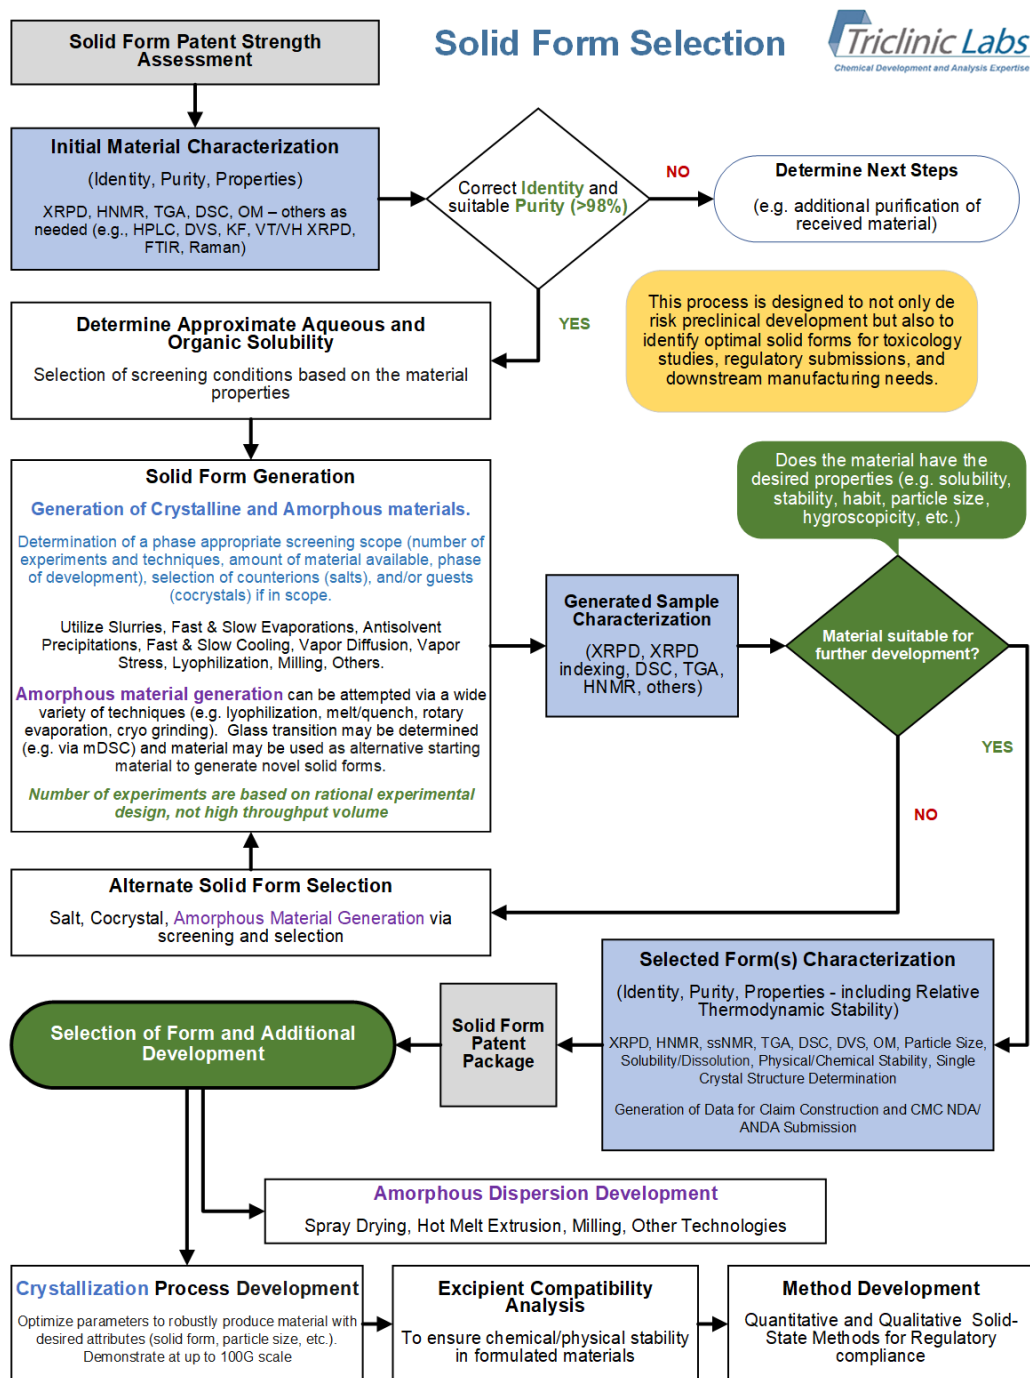 Solid Form Patent Strength
Assessment
Solid Form Selection
Triclinic Labs
Chemical Development and Analysis Expertise
Initial Material Characterization
(Identity, Purity, Properties)
XRPD, HNMR, TGA, DSC, OM – others as
needed (e.g., HPLC, DVS, KF, VT/VH XRPD,
FTIR, Raman)
Correct Identity and
suitable Purity (>98%)
NO
Determine Next Steps
(e.g. additional purification of
received material)
YES
This process is designed to not only de
risk preclinical development but also to
identify optimal solid forms for toxicology
studies, regulatory submissions, and
downstream manufacturing needs.
Determine Approximate Aqueous and
Organic Solubility
Selection of screening conditions based on the material
properties
Solid Form Generation
Generation of Crystalline and Amorphous materials.
Determination of a phase appropriate screening scope (number of
experiments and techniques, amount of material available, phase
of development), selection of counterions (salts), and/or guests
(cocrystals) if in scope.
Utilize Slurries, Fast & Slow Evaporations, Antisolvent
Precipitations, Fast & Slow Cooling, Vapor Diffusion, Vapor
Stress, Lyophilization, Milling, Others.
Amorphous material generation can be attempted via a wide
variety of techniques (e.g. lyophilization, melt/quench, rotary
evaporation, cryo grinding). Glass transition may be determined
(e.g. via mDSC) and material may be used as alternative starting
material to generate novel solid forms.
Number of experiments are based on rational experimental
design, not high throughput volume
Generated Sample
Characterization
(XRPD, XRPD
indexing, DSC, TGA,
HNMR, others)
Does the material have the
desired properties (e.g. solubility,
stability, habit, particle size,
hygroscopicity, etc.)
Material suitable for
further development?
YES
NO
Alternate Solid Form Selection
Salt, Cocrystal, Amorphous Material Generation via
screening and selection
Selected Form(s) Characterization
(Identity, Purity, Properties - including Relative
Thermodynamic Stability)
XRPD, HNMR, ssNMR, TGA, DSC, DVS, OM, Particle Size,
Solubility/Dissolution, Physical/Chemical Stability, Single
Crystal Structure Determination
Generation of Data for Claim Construction and CMC NDA/
ANDA Submission
Solid Form
Patent
Package
Selection of Form and Additional
Development
Amorphous Dispersion Development
Spray Drying, Hot Melt Extrusion, Milling, Other Technologies
Crystallization Process Development
Optimize parameters to robustly produce material with
desired attributes (solid form, particle size, etc.).
Demonstrate at up to 100G scale
Excipient Compatibility
Analysis
To ensure chemical/physical stability
in formulated materials
Method Development
Quantitative and Qualitative Solid-
State Methods for Regulatory
compliance